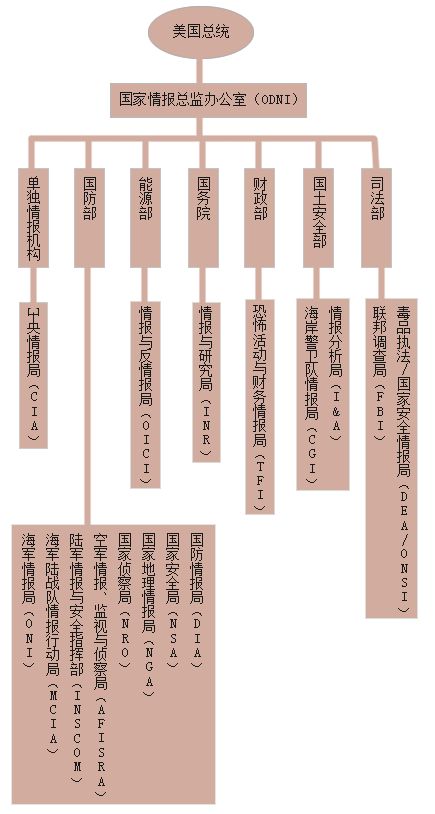 美国总统
国家情报总监办公室（ODNI）
单独情报机构
国防部
能源部
国务院
财政部
国土安全部
司法部
中央情报局（CIA）
情报与反情报局（OICI）
情报与研究局（INR）
恐怖活动与财务情报局（TFI）
情报分析局（I&A）
海岸警卫队情报局（CGI）
毒品执法/国家安全情报局（DEA/ONSI）
联邦调查局（FBI）
国防情报局（DIA）
国家安全局（NSA）
国家地理情报局（NGA）
国家侦察局（NRO）
空军情报、监视与侦察局（AFISRA）
陆军情报与安全指挥部（INSCOM）
海军陆战队情报行动局（MCIA）
海军情报局（ONI）